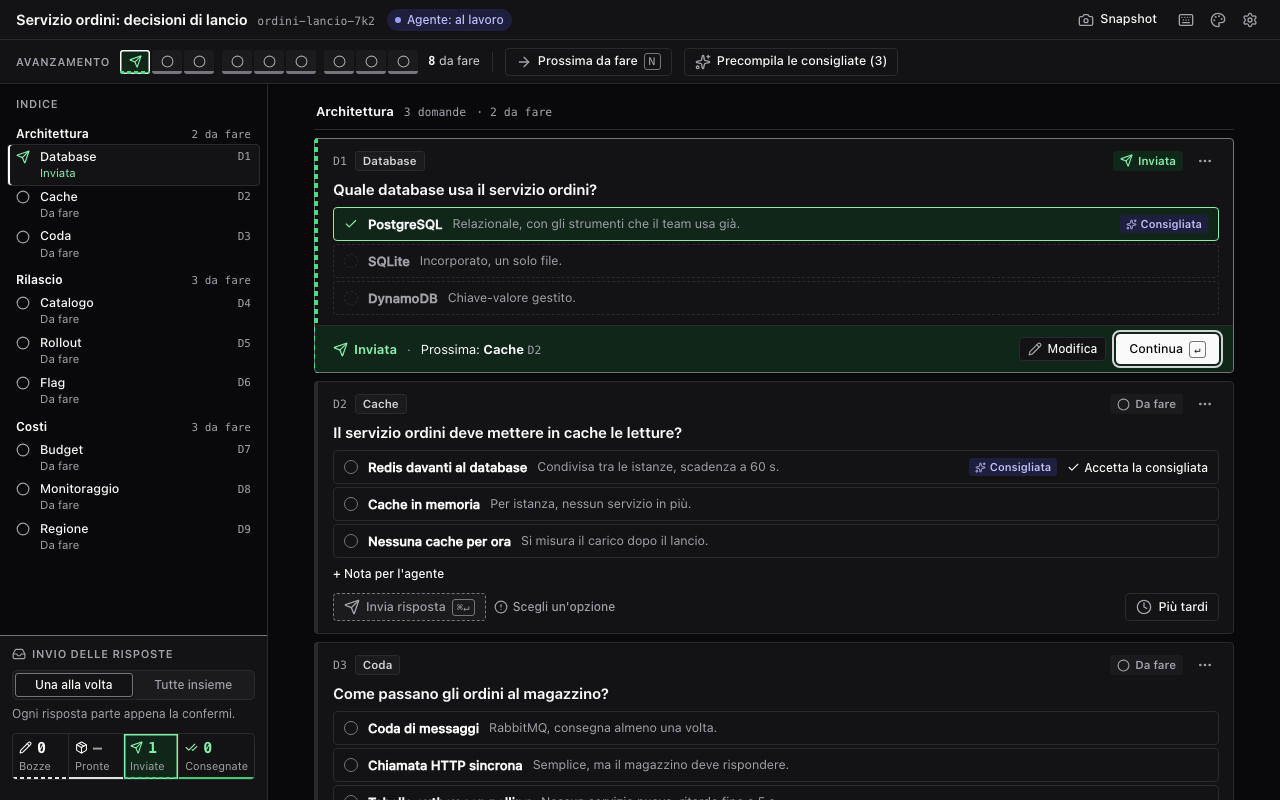 Servizio ordini: decisioni di lancio ordini-lancio-7k2 Agente: al lavoro Snapshot
AVANZAMENTO 8 da fare Prossima da fare N Precompila le consigliate (3)
INDICE
Architettura 2 da fare
Database D1
Inviata
Cache D2
Da fare
Coda D3
Da fare
Rilascio 3 da fare
Catalogo D4
Da fare
Rollout D5
Da fare
Flag D6
Da fare
Costi 3 da fare
Budget D7
Da fare
Monitoraggio D8
Da fare
Regione D9
Da fare
INVIO DELLE RISPOSTE
Una alla volta Tutte insieme
Ogni risposta parte appena la confermi.
0 — 1 0
Bozze Pronte Inviate Consegnate
Architettura 3 domande · 2 da fare
D1 Database Inviata
Quale database usa il servizio ordini?
PostgreSQL Relazionale, con gli strumenti che il team usa già. Consigliata
SQLite Incorporato, un solo file.
DynamoDB Chiave-valore gestito.
Inviata · Prossima: Cache D2 Modifica Continua ↵
D2 Cache Da fare
Il servizio ordini deve mettere in cache le letture?
Redis davanti al database Condivisa tra le istanze, scadenza a 60 s. Consigliata Accetta la consigliata
Cache in memoria Per istanza, nessun servizio in più.
Nessuna cache per ora Si misura il carico dopo il lancio.
+ Nota per l'agente
Invia risposta ⌘↵ Scegli un'opzione Più tardi
D3 Coda Da fare
Come passano gli ordini al magazzino?
Coda di messaggi RabbitMQ, consegna almeno una volta.
Chiamata HTTP sincrona Semplice, ma il magazzino deve rispondere.